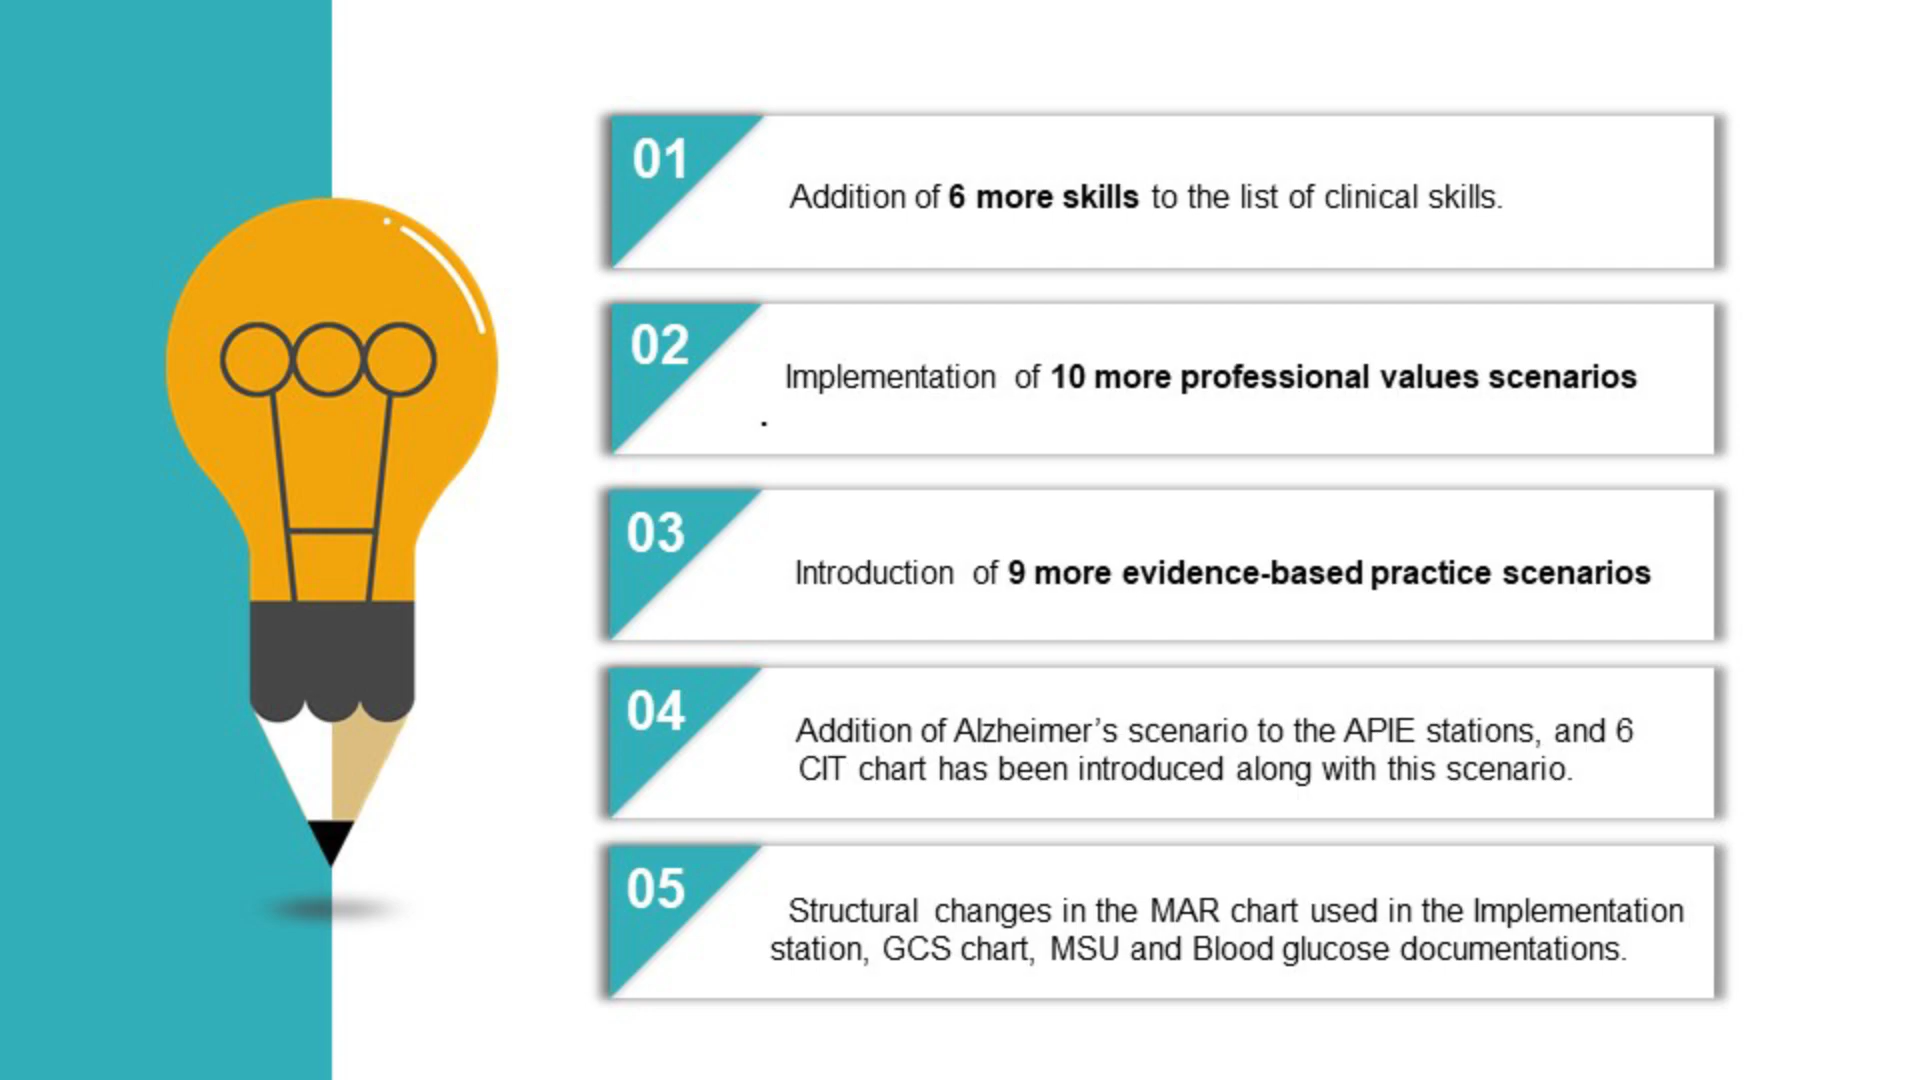 01
Addition of 6 more skills to the list of clinical skills.
02
Implementation of 10 more professional values scenarios
.
03
Introduction of 9 more evidence-based practice scenarios
04
Addition of Alzheimer’s scenario to the APIE stations, and 6
CIT chart has been introduced along with this scenario.
05
Structural changes in the MAR chart used in the Implementation
station, GCS chart, MSU and Blood glucose documentations.